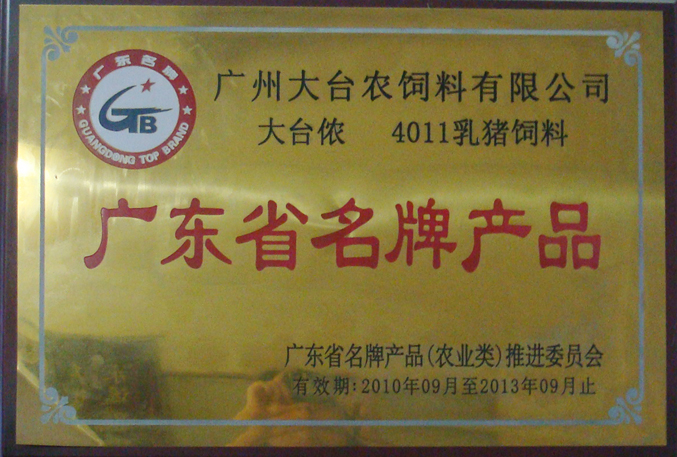 广东名牌
GTB
GUANGDONG TOP BRAND
广州大台农饲料有限公司
大台侬 4011乳猪饲料
广东省名牌产品
广东省名牌产品(农业类)推进委员会
有效期:2010年09月至2013年09月止